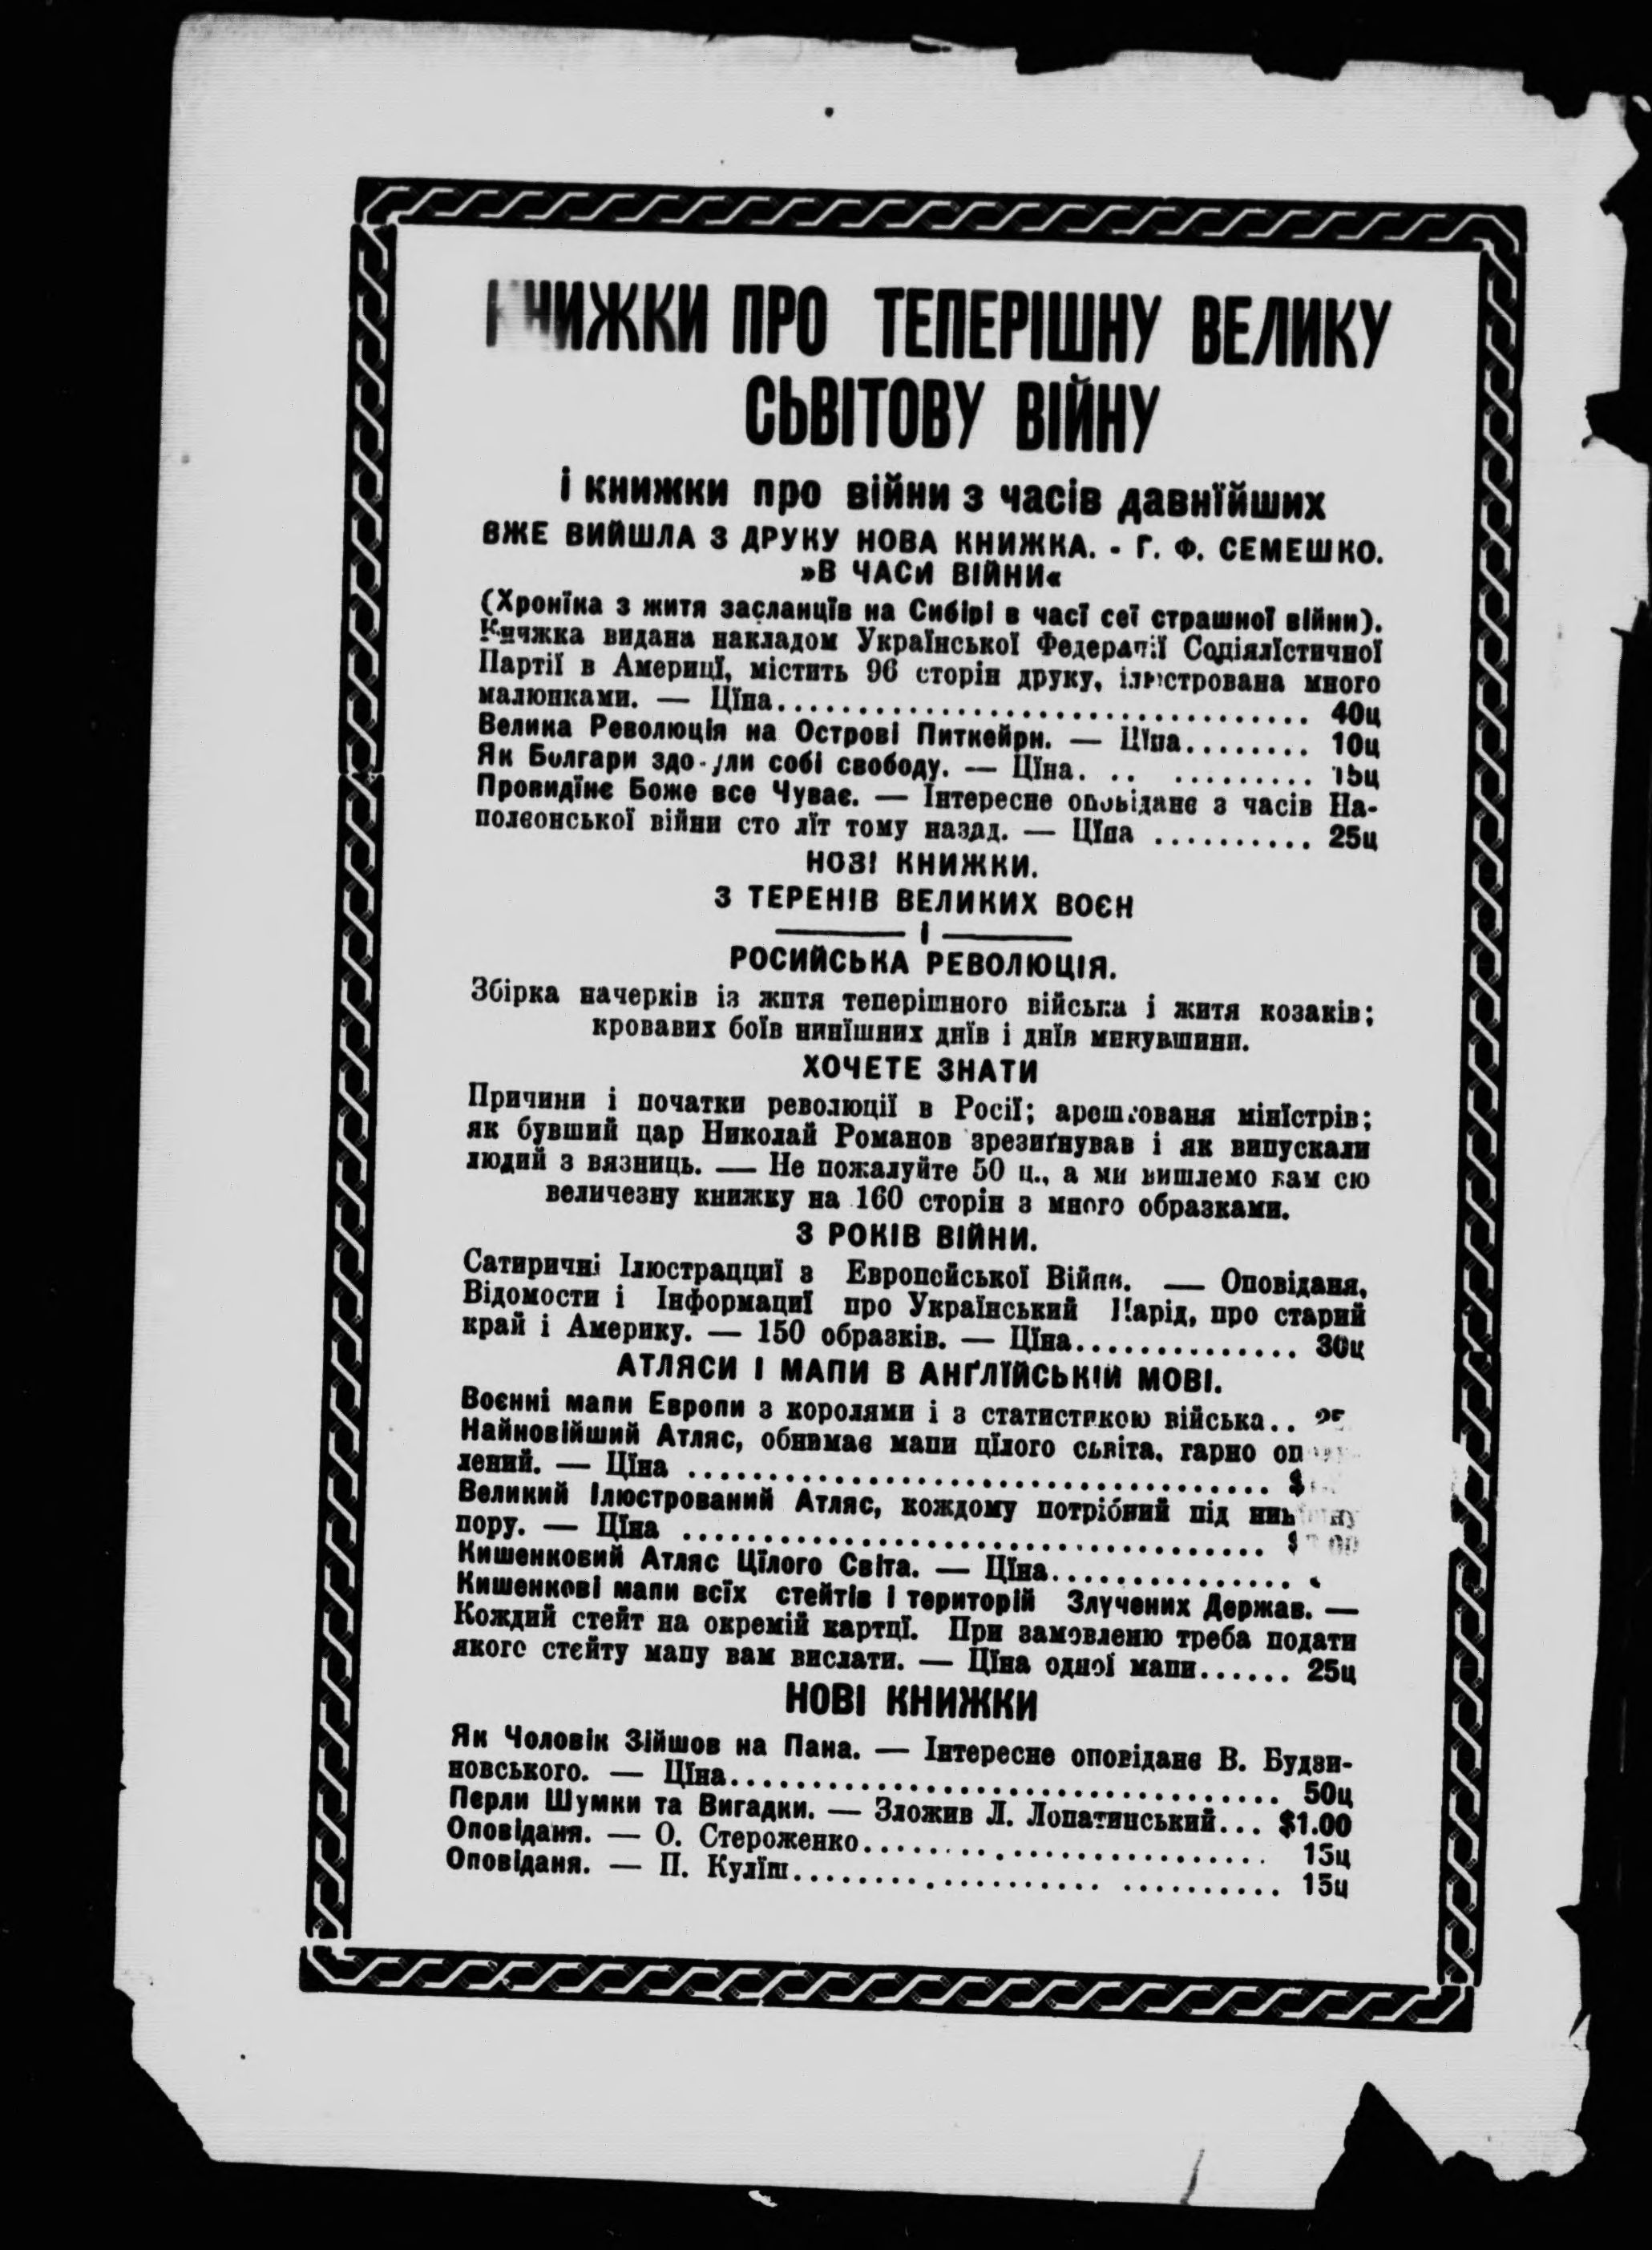 КНИЖКИ ПРО ТЕПЕРІШНУ ВЕЛИКУ
СЬВІТОВУ ВІЙНУ
і книжки про війни з часів давнїйших
ВЖЕ ВИЙШЛА З ДРУКУ НОВА КНИЖКА. - Г. Ф. СЕМЕШКО.
»В ЧАСИ ВІЙНИ«
(Хронїка з житя засланцїв на Сибірі в часї сеї страшної війни).
Книжка видана накладом Української Федерації Соціялїстичної
Партії в Америцї, містить 96 сторін друку, ілюстрована много
малюнками. — Цїна.................................. 40ц
Велика Революція на Острові Питкейрн. — Цїна........ 10ц
Як Болгари здо ли собі свободу. — Цїна. .. ......... 15ц
Провидїнє Боже все Чуває. — Інтересне оповіданє з часів На-
полєонської війни сто лїт тому назад. — Цїна .......... 25ц
НОВІ КНИЖКИ.
З ТЕРЕНІВ ВЕЛИКИХ ВОЄН
І
РОСИЙСЬКА РЕВОЛЮЦІЯ.
Збірка начерків із житя теперішного війська і житя козаків;
кровавих боїв нинїшних днїв і днїв минувшини.
ХОЧЕТЕ ЗНАТИ
Причини і початки революції в Росії; арештованя мінїстрів;
як бувший цар Николай Романов зрезиґнував і як випускали
людий з вязниць. — Не пожалуйте 50 ц., а ми вишлемо вам сю
величезну книжку на 160 сторін з много образками.
З РОКІВ ВІЙНИ.
Сатиричні Ілюстрацциї з Европейської Війни. — Оповіданя,
Відомости і Інформациї про Український Нарід, про старий
край і Америку. — 150 образків. — Цїна.............. 30ц
АТЛЯСИ І МАПИ В АНҐЛЇЙСЬКІЙ МОВІ.
Воєнні мапи Европи з королями і з статистикою війська..
Найновійший Атляс, обнимає мапи цїлого сьвіта, гарно
лений. — Цїна ..................................... $
Великий Ілюстрований Атляс, кождому потрібний під
пору. — Цїна ..................................... $
Кишенковий Атляс Цїлого Світа. — Цїна...............
Кишенкові мапи всїх стейтів і територій Злучених Держав. —
Кождий стейт на окремій картцї. При замовленю треба подати
якого стейту мапу вам вислати. — Цїна одної мапи...... 25ц
НОВІ КНИЖКИ
Як Чоловік Зійшов на Пана. — Інтересне оповіданє В. Будзи-
новського. — Цїна.................................. 50ц
Перли Шумки та Вигадки. — Зложив Л. Лопатинський... $1.00
Оповіданя. — О. Стероженко......................... 15ц
Оповіданя. — П. Кулїш................... .......... 15ц